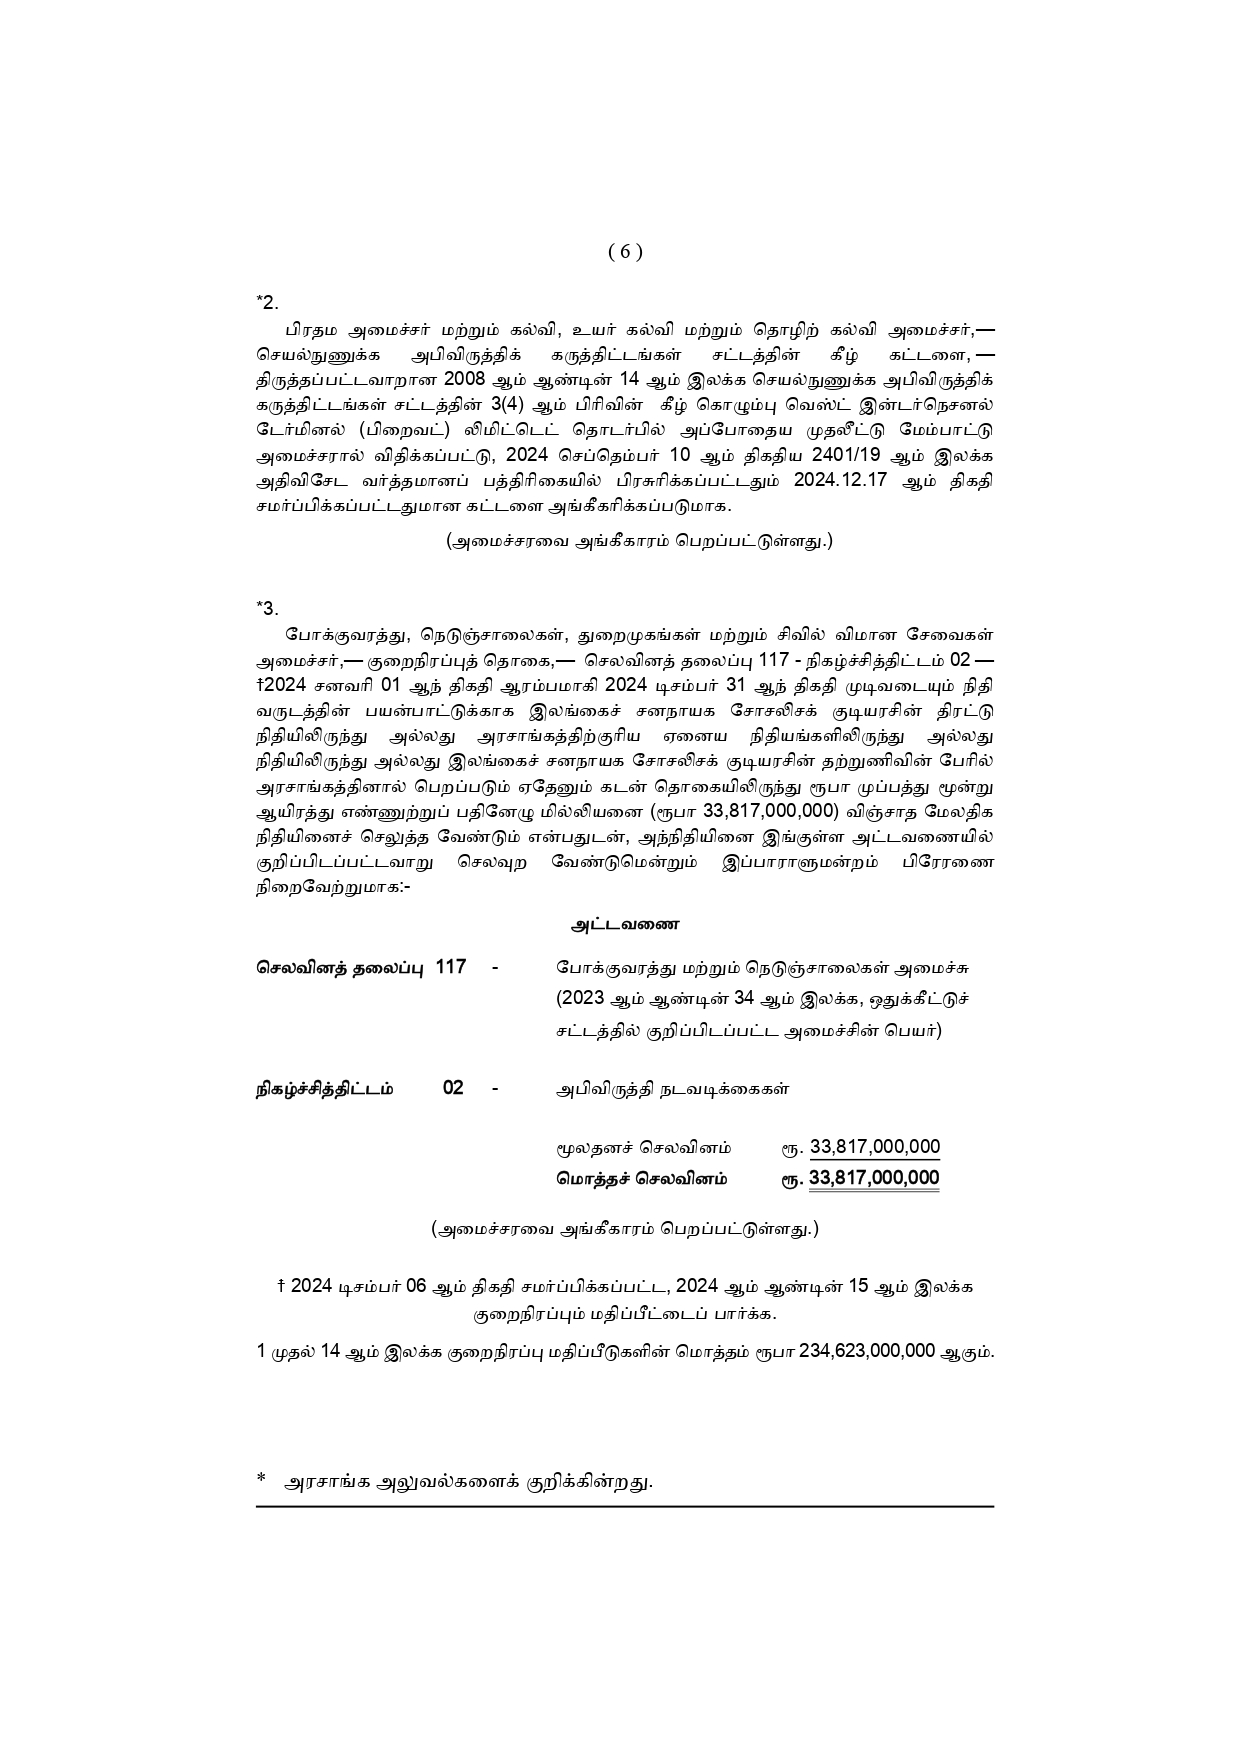 ( 6 )
*2.
பிரதம அமைச்சர் மற்றும் கல்வி, உயர் கல்வி மற்றும் தொழிற் கல்வி அமைச்சர்,—
செயல்நுணுக்க அபிவிருத்திக் கருத்திட்டங்கள் சட்டத்தின் கீழ் கட்டளை, —
திருத்தப்பட்டவாறான 2008 ஆம் ஆண்டின் 14 ஆம் இலக்க செயல்நுணுக்க அபிவிருத்திக்
கருத்திட்டங்கள் சட்டத்தின் 3(4) ஆம் பிரிவின் கீழ் கொழும்பு வெஸ்ட் இன்டர்நெசனல்
டேர்மினல் (பிறைவட்) லிமிட்டெட் தொடர்பில் அப்போதைய முதலீட்டு மேம்பாட்டு
அமைச்சரால் விதிக்கப்பட்டு, 2024 செப்தெம்பர் 10 ஆம் திகதிய 2401/19 ஆம் இலக்க
அதிவிசேட வர்த்தமானப் பத்திரிகையில் பிரசுரிக்கப்பட்டதும் 2024.12.17 ஆம் திகதி
சமர்ப்பிக்கப்பட்டதுமான கட்டளை அங்கீகரிக்கப்படுமாக.
(அமைச்சரவை அங்கீகாரம் பெறப்பட்டுள்ளது.)
*3.
போக்குவரத்து, நெடுஞ்சாலைகள், துறைமுகங்கள் மற்றும் சிவில் விமான சேவைகள்
அமைச்சர்,— குறைநிரப்புத் தொகை,— செலவினத் தலைப்பு 117 - நிகழ்ச்சித்திட்டம் 02 —
†2024 சனவரி 01 ஆந் திகதி ஆரம்பமாகி 2024 டிசம்பர் 31 ஆந் திகதி முடிவடையும் நிதி
வருடத்தின் பயன்பாட்டுக்காக இலங்கைச் சனநாயக சோசலிசக் குடியரசின் திரட்டு
நிதியிலிருந்து அல்லது அரசாங்கத்திற்குரிய ஏனைய நிதியங்களிலிருந்து அல்லது
நிதியிலிருந்து அல்லது இலங்கைச் சனநாயக சோசலிசக் குடியரசின் தற்றுணிவின் பேரில்
அரசாங்கத்தினால் பெறப்படும் ஏதேனும் கடன் தொகையிலிருந்து ரூபா முப்பத்து மூன்று
ஆயிரத்து எண்ணுற்றுப் பதினேழு மில்லியனை (ரூபா 33,817,000,000) விஞ்சாத மேலதிக
நிதியினைச் செலுத்த வேண்டும் என்பதுடன், அந்நிதியினை இங்குள்ள அட்டவணையில்
குறிப்பிடப்பட்டவாறு செலவுற வேண்டுமென்றும் இப்பாராளுமன்றம் பிரேரணை
நிறைவேற்றுமாக:-
அட்டவணை
செலவினத் தலைப்பு 117 - போக்குவரத்து மற்றும் நெடுஞ்சாலைகள் அமைச்சு
(2023 ஆம் ஆண்டின் 34 ஆம் இலக்க, ஒதுக்கீட்டுச்
சட்டத்தில் குறிப்பிடப்பட்ட அமைச்சின் பெயர்)
நிகழ்ச்சித்திட்டம் 02 - அபிவிருத்தி நடவடிக்கைகள்
மூலதனச் செலவினம் ரூ. 33,817,000,000
மொத்தச் செலவினம் ரூ. 33,817,000,000
(அமைச்சரவை அங்கீகாரம் பெறப்பட்டுள்ளது.)
† 2024 டிசம்பர் 06 ஆம் திகதி சமர்ப்பிக்கப்பட்ட, 2024 ஆம் ஆண்டின் 15 ஆம் இலக்க
குறைநிரப்பும் மதிப்பீட்டைப் பார்க்க.
1 முதல் 14 ஆம் இலக்க குறைநிரப்பு மதிப்பீடுகளின் மொத்தம் ரூபா 234,623,000,000 ஆகும்.
* அரசாங்க அலுவல்களைக் குறிக்கின்றது.